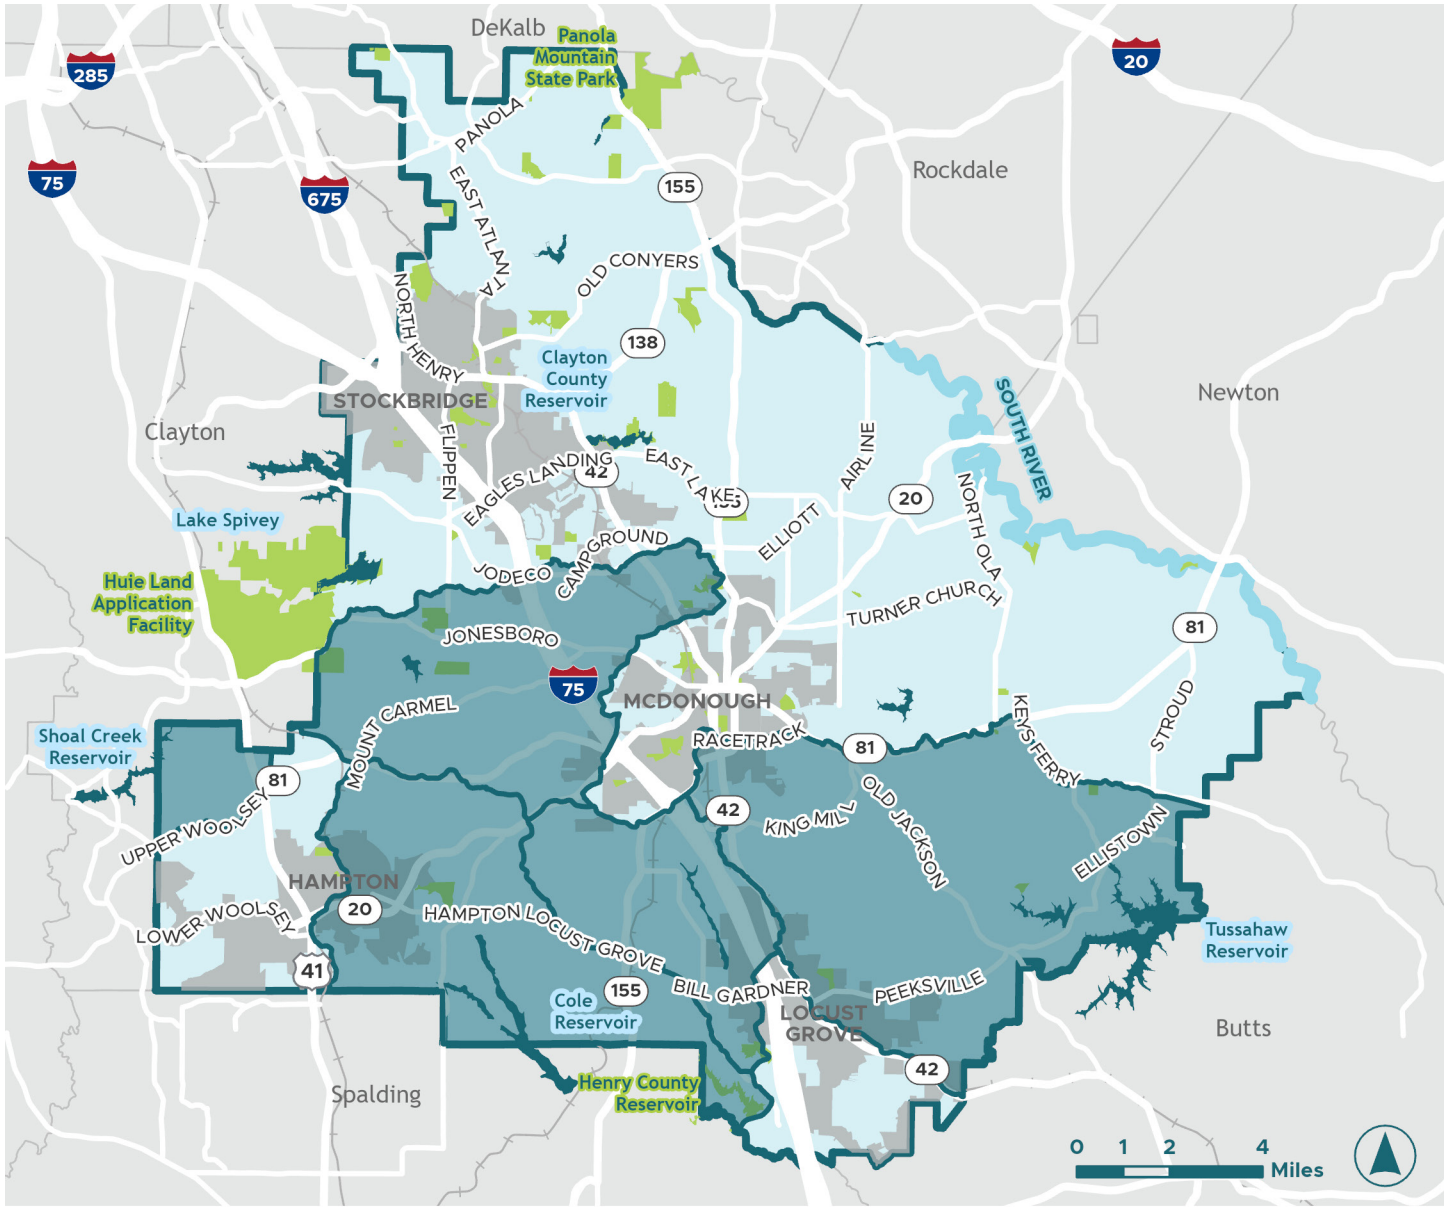 DeKalb
Panola
Mountain
State Park
285
20
PANOLA
75
675
155
Rockdale
EAST ATLANTA
OLD CONYERS
NORTH HENRY
138
Clayton
County
Reservoir
STOCKBRIDGE
Newton
SOUTH RIVER
Clayton
FLIPPEN
EAGLES LANDING
42
EAST LAKE
155
AIRLINE
20
NORTH OLA
Lake Spivey
ELLIOTT
CAMPGROUND
JODECO
Huie Land
Application
Facility
TURNER CHURCH
81
JONESBORO
75
MCDONOUGH
MOUNT CARMEL
KEYS FERRY
STROUD
Shoal Creek
Reservoir
RACETRACK
81
81
UPPER WOOLSEY
42
KING MILL
OLD JACKSON
ELLISTOWN
HAMPTON
20
HAMPTON LOCUST GROVE
LOWER WOOLSEY
Tussahaw
Reservoir
41
155
BILL GARDNER
PEEKSVILLE
Cole
Reservoir
LOCUST
GROVE
Butts
42
Spalding
Henry County
Reservoir
0 1 2 4
Miles